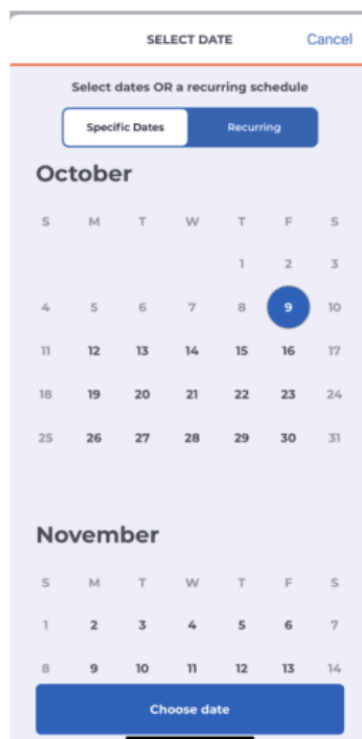 SELECT DATE Cancel
Select dates OR a recurring schedule
Specific Dates Recurring
October
S M T W T F S
1 2 3
4 5 6 7 8 9 10
11 12 13 14 15 16 17
18 19 20 21 22 23 24
25 26 27 28 29 30 31
November
S M T W T F S
1 2 3 4 5 6 7
8 9 10 11 12 13 14
Choose date